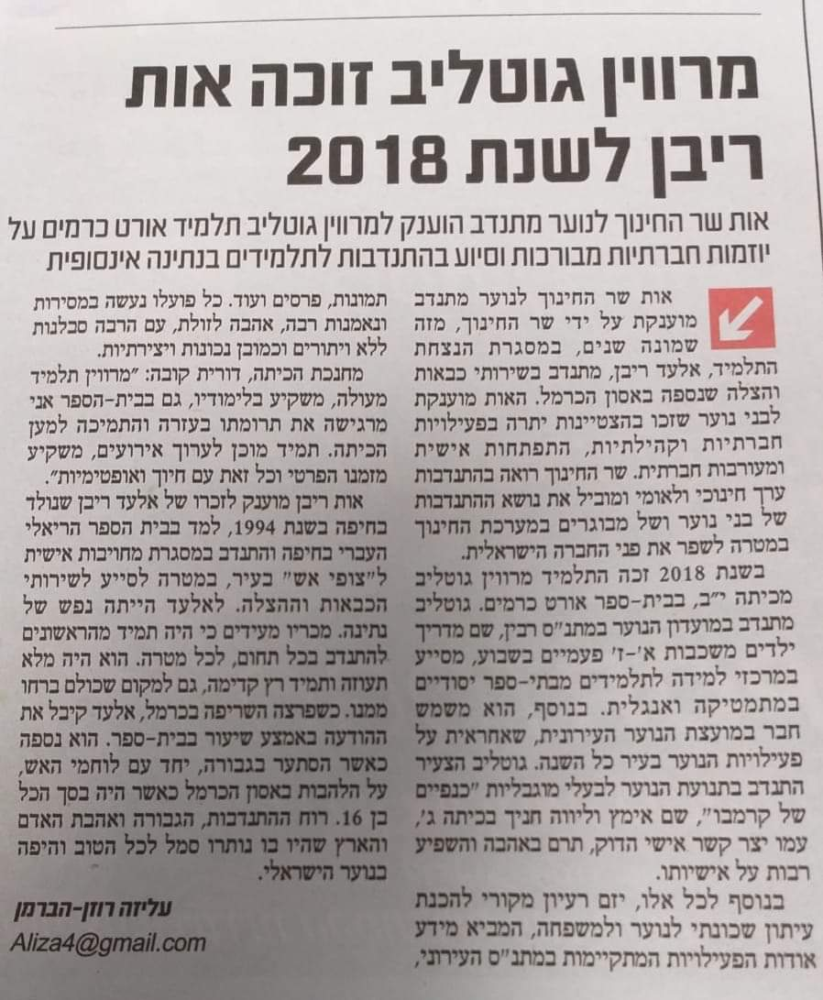 מרווין גוטליב זוכה אות
ריבן לשנת 2018
אות שר החינוך לנוער מתנדב הוענק למרווין גוטליב תלמיד אורט כרמים על
יוזמות חברתיות מבורכות וסיוע בהתנדבות לתלמידים בנתינה אינסופית
אות שר החינוך לנוער מתנדב
מוענקת על ידי שר החינוך, מזה
שמונה שנים, במסגרת הנצחת
התלמיד, אלעד ריבן, מתנדב בשירותי כבאות
והצלה שנספה באסון הכרמל. האות מוענקת
לבני נוער שזכו בהצטיינות יתרה בפעילויות
חברתיות וקהילתיות, התפתחות אישית
ומעורבות חברתית. שר החינוך רואה בהתנדבות
ערך חינוכי ולאומי ומוביל את נושא ההתנדבות
של בני נוער ושל מבוגרים במערכת החינוך
במטרה לשפר את פני החברה הישראלית.
בשנת 2018 זכה התלמיד מרווין גוטליב
מכיתה י"ב, בבית-ספר אורט כרמים. גוטליב
מתנדב במועדון הנוער במתנ"ס רבין, שם מדריך
ילדים משכבות א'-ז' פעמיים בשבוע, מסייע
במרכזי למידה לתלמידים מבתי-ספר יסודיים
במתמטיקה ואנגלית. בנוסף, הוא משמש
חבר במועצת הנוער העירונית, שאחראית על
פעילויות הנוער בעיר כל השנה. גוטליב הצעיר
התנדב בתנועת הנוער לבעלי מוגבליות "כנפיים
של קרמבו", שם אימץ וליווה חניך בכיתה ג',
עמו יצר קשר אישי הדוק, תרם באהבה והשפיע
רבות על אישיותו.
בנוסף לכל אלו, יזם רעיון מקורי להכנת
עיתון שכונתי לנוער ולמשפחה, המביא מידע
אודות הפעילויות המתקיימות במתנ"ס העירוני,
תמונות, פרסים ועוד. כל פועלו נעשה במסירות
ונאמנות רבה, אהבה לזולת, עם הרבה סבלנות
ללא ויתורים וכמובן נכונות ויצירתיות.
מחנכת הכיתה, דורית קובה: "מרווין תלמיד
מעולה, משקיע בלימודיו, גם בבית-הספר אני
מרגישה את תרומתו בעזרה והתמיכה למען
הכיתה. תמיד מוכן לערוך אירועים, משקיע
מזמנו הפרטי וכל זאת עם חיוך ואופטימיות".
אות ריבן מוענק לזכרו של אלעד ריבן שנולד
בחיפה בשנת 1994, למד בבית הספר הריאלי
העברי בחיפה והתנדב במסגרת מחויבות אישית
ל"צופי אש" בעיר, במטרה לסייע לשירותי
הכבאות וההצלה. לאלעד הייתה נפש של
נתינה. מכריו מעידים כי היה תמיד מהראשונים
להתנדב בכל תחום, לכל מטרה. הוא היה מלא
תעוזה ותמיד רץ קדימה, גם למקום שכולם ברחו
ממנו. כשפרצה השריפה בכרמל, אלעד קיבל את
ההודעה באמצע שיעור בבית-ספר. הוא נספה
כאשר הסתער בגבורה, יחד עם לוחמי האש,
על הלהבות באסון הכרמל כאשר היה בסך הכל
בן 16. רוח ההתנדבות, הגבורה ואהבת האדם
והארץ שהיו בו נותרו סמל לכל הטוב והיפה
בנוער הישראלי.
עליזה רוזן-הברמן
Aliza4@gmail.com